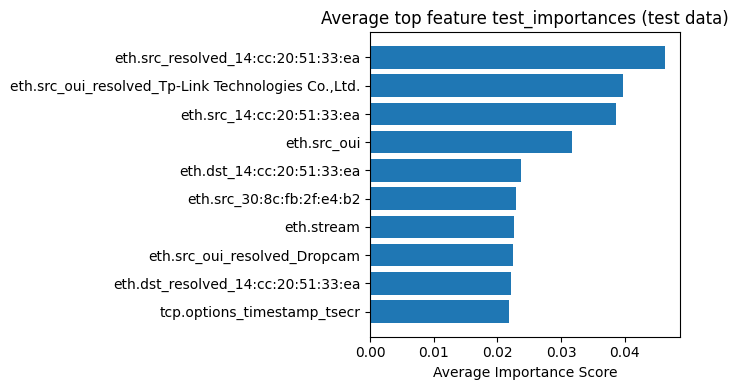 Average top feature test_importances (test data)
eth.src_resolved_14:cc:20:51:33:ea
eth.src_oui_resolved_Tp-Link Technologies Co.,Ltd.
eth.src_14:cc:20:51:33:ea
eth.src_oui
eth.dst_14:cc:20:51:33:ea
eth.src_30:8c:fb:2f:e4:b2
eth.stream
eth.src_oui_resolved_Dropcam
eth.dst_resolved_14:cc:20:51:33:ea
tcp.options_timestamp_tsecr
0.00 0.01 0.02 0.03 0.04
Average Importance Score